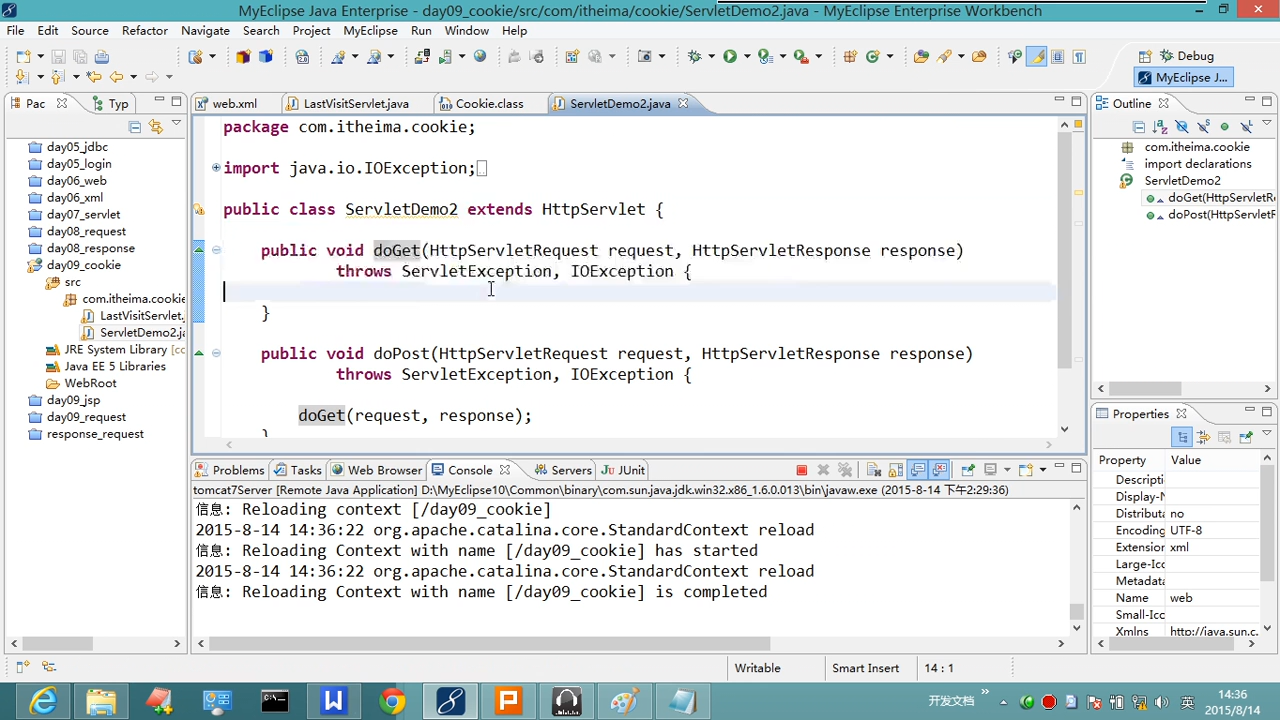 MyEclipse Java Enterprise - day09_cookie/src/com/itheima/cookie/ServletDemo2.java - MyEclipse Enterprise Workbench
File Edit Source Refactor Navigate Search Project MyEclipse Run Window Help
Debug
MyEclipse J...
Pac Typ
day05_jdbc
day05_login
day06_web
day06_xml
day07_servlet
day08_request
day08_response
day09_cookie
src
com.itheima.cookie
LastVisitServlet.
ServletDemo2.ja
JRE System Library [co
Java EE 5 Libraries
WebRoot
day09_jsp
day09_request
response_request
web.xml LastVisitServlet.java Cookie.class ServletDemo2.java
package com.itheima.cookie;
import java.io.IOException;
public class ServletDemo2 extends HttpServlet {
public void doGet(HttpServletRequest request, HttpServletResponse response)
throws ServletException, IOException {
}
public void doPost(HttpServletRequest request, HttpServletResponse response)
throws ServletException, IOException {
doGet(request, response);
}
Outline
com.itheima.cookie
import declarations
ServletDemo2
doGet(HttpServletRe
doPost(HttpServletF
Properties
Property Value
Descripti
Display-N
Distributa no
Encoding UTF-8
Extension xml
Large-Ico
Metadata
Name web
Small-Icc
Xmlns http://java.sun.c.
Problems Tasks Web Browser Console Servers JUnit
tomcat7Server [Remote Java Application] D:\MyEclipse10\Common\binary\com.sun.java.jdk.win32.x86_1.6.0.013\bin\javaw.exe (2015-8-14 下午2:29:36)
信息: Reloading context [/day09_cookie]
2015-8-14 14:36:22 org.apache.catalina.core.StandardContext reload
信息: Reloading Context with name [/day09_cookie] has started
2015-8-14 14:36:22 org.apache.catalina.core.StandardContext reload
信息: Reloading Context with name [/day09_cookie] is completed
Writable Smart Insert 14 : 1
开发文档 英 14:36
2015/8/14